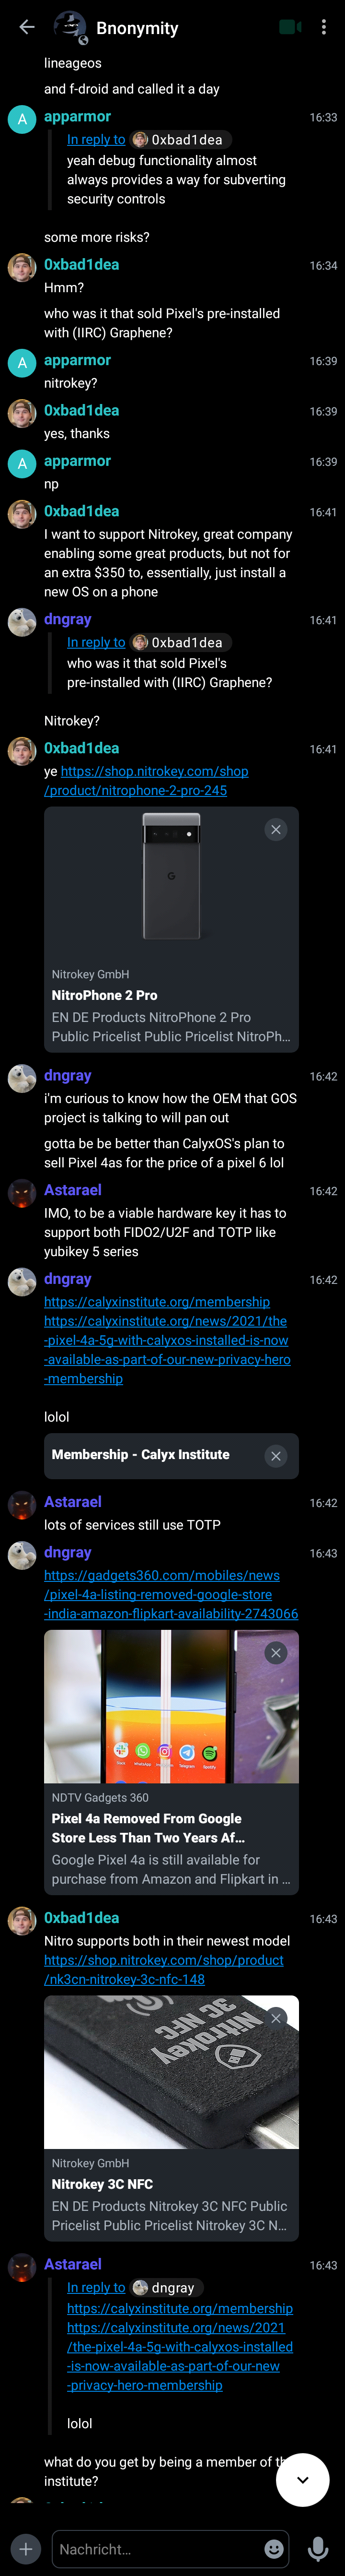 Bnonymity
lineageos
and f-droid and called it a day
A
apparmor
16:33
In reply to 0xbad1dea
yeah debug functionality almost
always provides a way for subverting
security controls
some more risks?
0xbad1dea
16:34
Hmm?
who was it that sold Pixel's pre-installed
with (IIRC) Graphene?
A
apparmor
16:39
nitrokey?
0xbad1dea
16:39
yes, thanks
A
apparmor
16:39
np
0xbad1dea
16:41
I want to support Nitrokey, great company
enabling some great products, but not for
an extra $350 to, essentially, just install a
new OS on a phone
dngray
16:41
In reply to 0xbad1dea
who was it that sold Pixel's
pre-installed with (IIRC) Graphene?
Nitrokey?
0xbad1dea
16:41
ye https://shop.nitrokey.com/shop
/product/nitrophone-2-pro-245
Nitrokey GmbH
NitroPhone 2 Pro
EN DE Products NitroPhone 2 Pro
Public Pricelist Public Pricelist NitroPh...
dngray
16:42
i'm curious to know how the OEM that GOS
project is talking to will pan out
gotta be be better than CalyxOS's plan to
sell Pixel 4as for the price of a pixel 6 lol
Astarael
16:42
IMO, to be a viable hardware key it has to
support both FIDO2/U2F and TOTP like
yubikey 5 series
dngray
16:42
https://calyxinstitute.org/membership
https://calyxinstitute.org/news/2021/the
-pixel-4a-5g-with-calyxos-installed-is-now
-available-as-part-of-our-new-privacy-hero
-membership
lolol
Membership - Calyx Institute
Astarael
16:42
lots of services still use TOTP
dngray
16:43
https://gadgets360.com/mobiles/news
/pixel-4a-listing-removed-google-store
-india-amazon-flipkart-availability-2743066
Slack WhatsApp Instagram Telegram Spotify
NDTV Gadgets 360
Pixel 4a Removed From Google
Store Less Than Two Years Af...
Google Pixel 4a is still available for
purchase from Amazon and Flipkart in ...
0xbad1dea
16:43
Nitro supports both in their newest model
https://shop.nitrokey.com/shop/product
/nk3cn-nitrokey-3c-nfc-148
3C NFC
Nitrokey
Nitrokey GmbH
Nitrokey 3C NFC
EN DE Products Nitrokey 3C NFC Public
Pricelist Public Pricelist Nitrokey 3C N...
Astarael
16:43
In reply to dngray
https://calyxinstitute.org/membership
https://calyxinstitute.org/news/2021
/the-pixel-4a-5g-with-calyxos-installed
-is-now-available-as-part-of-our-new
-privacy-hero-membership
lolol
what do you get by being a member of th
institute?
Nachricht...